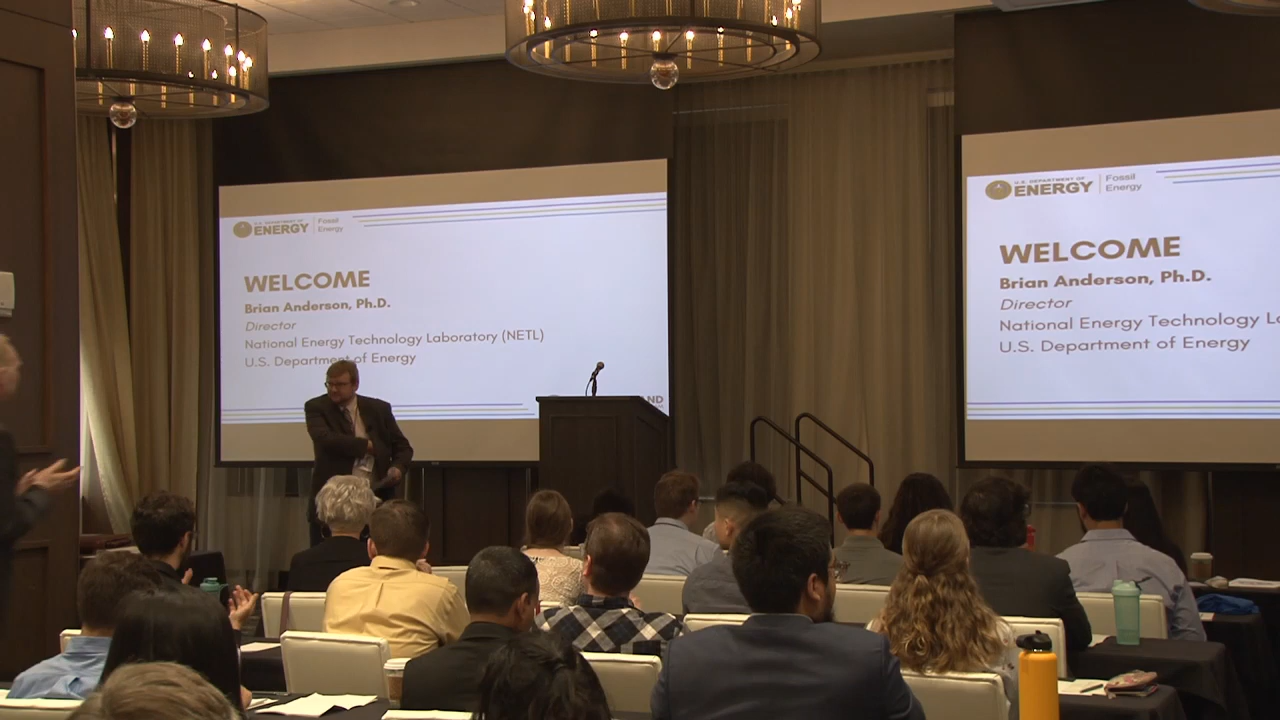 U.S. DEPARTMENT OF
ENERGY
Fossil
Energy
WELCOME
Brian Anderson, Ph.D.
Director
National Energy Technology Laboratory (NETL)
U.S. Department of Energy
U.S. DEPARTMENT OF
ENERGY
Fossil
Energy
WELCOME
Brian Anderson, Ph.D.
Director
National Energy Technology
U.S. Department of Energy